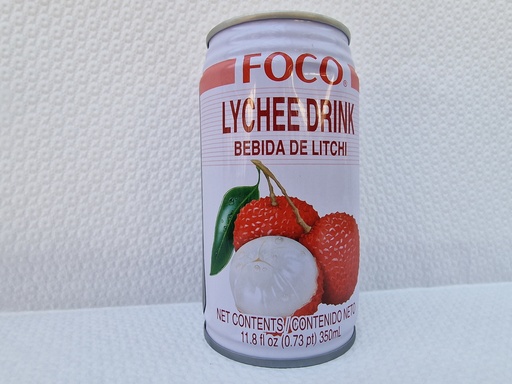 FOCO®
LYCHEE DRINK
BEBIDA DE LITCHI
NET CONTENTS / CONTENIDO NETO
11.8 fl oz (0.73 pt) 350mL